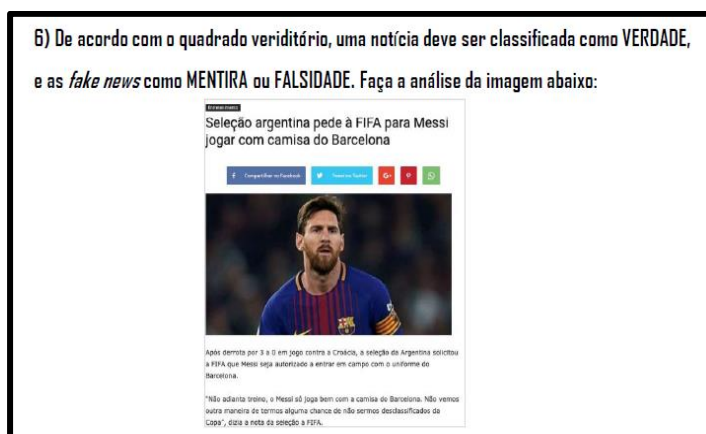 6) De acordo com o quadrado veriditório, uma notícia deve ser classificada como VERDADE,
e as fake news como MENTIRA ou FALSIDADE. Faça a análise da imagem abaixo:
Seleção argentina pede à FIFA para Messi
jogar com camisa do Barcelona
Compartilhar no Facebook
G+
Após derrota por 3 a 0 em jogo contra a Croácia, a seleção da Argentina solicitou
a FIFA que Messi seja autorizado a entrar em campo com o uniforme do
Barcelona.
"Não adianta treino, o Messi só joga bem com a camisa do Barcelona. Não vemos
outra maneira de termos alguma chance de não sermos desclassificados da
Copa", dizia a nota da seleção a FIFA.